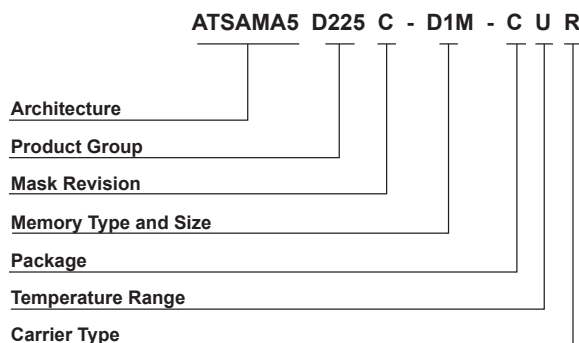 ATSAMA5 D225 C - D1M - C U R
Architecture
Product Group
Mask Revision
Memory Type and Size
Package
Temperature Range
Carrier Type